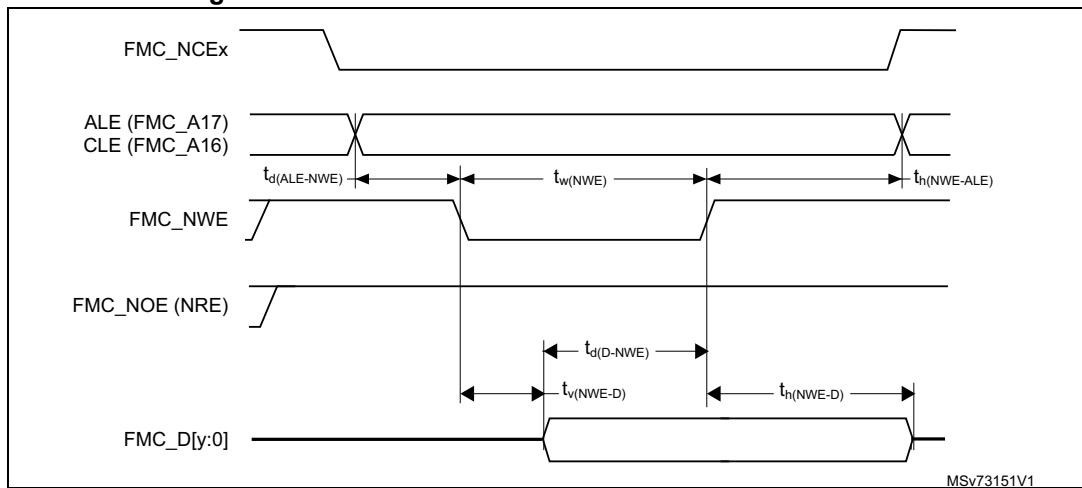 FMC_NCEx
ALE (FMC_A17)
CLE (FMC_A16)
td(ALE-NWE)
tw(NWE)
th(NWE-ALE)
FMC_NWE
FMC_NOE (NRE)
td(D-NWE)
tv(NWE-D)
th(NWE-D)
FMC_D[y:0]
MSv73151V1